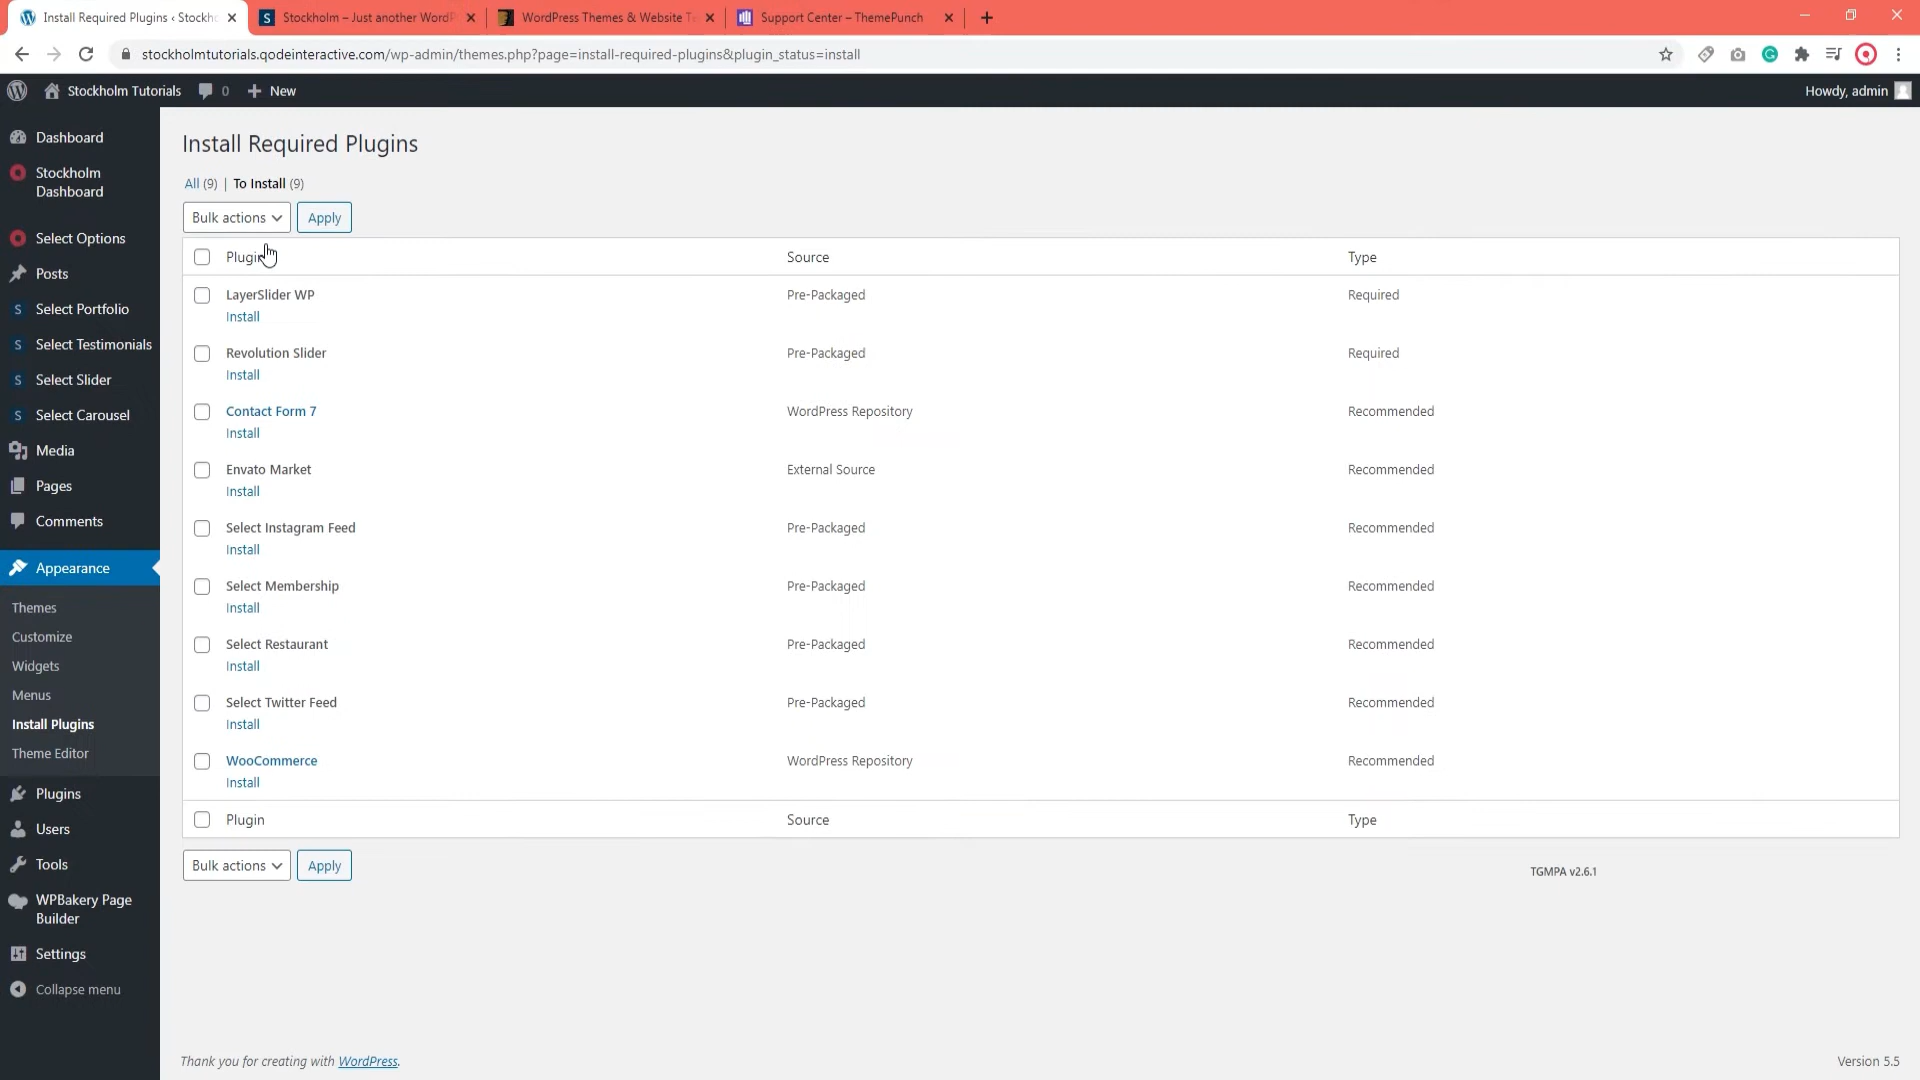 Install Required Plugins ‹ Stockh
Stockholm – Just another WordP
WordPress Themes & Website Te
Support Center – ThemePunch
stockholmtutorials.qodeinteractive.com/wp-admin/themes.php?page=install-required-plugins&plugin_status=install
Stockholm Tutorials
0
New
Howdy, admin
Dashboard
Stockholm
Dashboard
Select Options
Posts
Select Portfolio
Select Testimonials
Select Slider
Select Carousel
Media
Pages
Comments
Appearance
Themes
Customize
Widgets
Menus
Install Plugins
Theme Editor
Plugins
Users
Tools
WPBakery Page
Builder
Settings
Collapse menu
Install Required Plugins
All (9) | To Install (9)
Bulk actions Apply
Plugin Source Type
LayerSlider WP Pre-Packaged Required
Install
Revolution Slider Pre-Packaged Required
Install
Contact Form 7 WordPress Repository Recommended
Install
Envato Market External Source Recommended
Install
Select Instagram Feed Pre-Packaged Recommended
Install
Select Membership Pre-Packaged Recommended
Install
Select Restaurant Pre-Packaged Recommended
Install
Select Twitter Feed Pre-Packaged Recommended
Install
WooCommerce WordPress Repository Recommended
Install
Plugin Source Type
Bulk actions Apply
TGMPA v2.6.1
Thank you for creating with WordPress.
Version 5.5